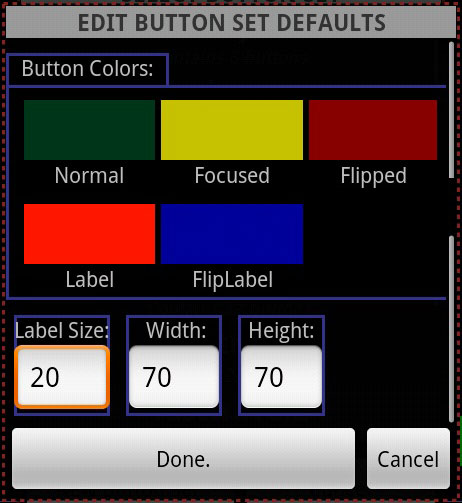 EDIT BUTTON SET DEFAULTS
Button Colors:
Normal Focused Flipped
Label FlipLabel
Label Size: Width: Height:
20 70 70
Done. Cancel